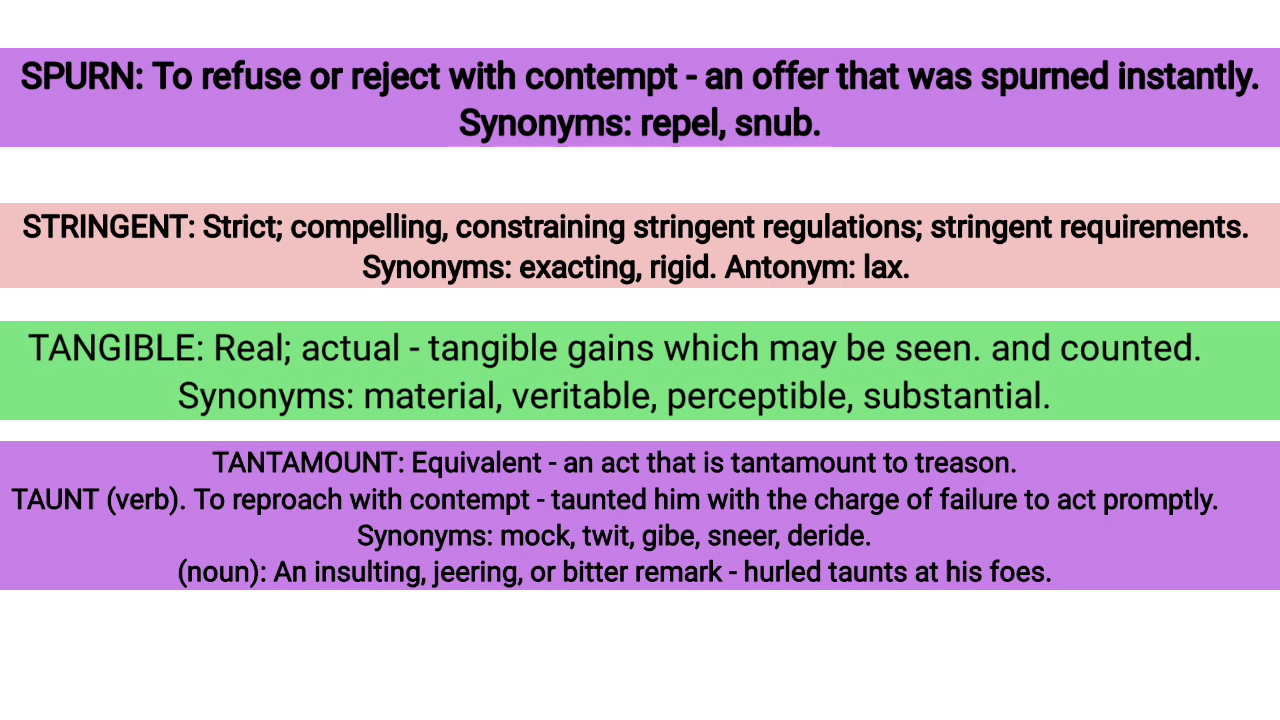 SPURN: To refuse or reject with contempt - an offer that was spurned instantly.
Synonyms: repel, snub.
STRINGENT: Strict; compelling, constraining stringent regulations; stringent requirements.
Synonyms: exacting, rigid. Antonym: lax.
TANGIBLE: Real; actual - tangible gains which may be seen. and counted.
Synonyms: material, veritable, perceptible, substantial.
TANTAMOUNT: Equivalent - an act that is tantamount to treason.
TAUNT (verb). To reproach with contempt - taunted him with the charge of failure to act promptly.
Synonyms: mock, twit, gibe, sneer, deride.
(noun): An insulting, jeering, or bitter remark - hurled taunts at his foes.